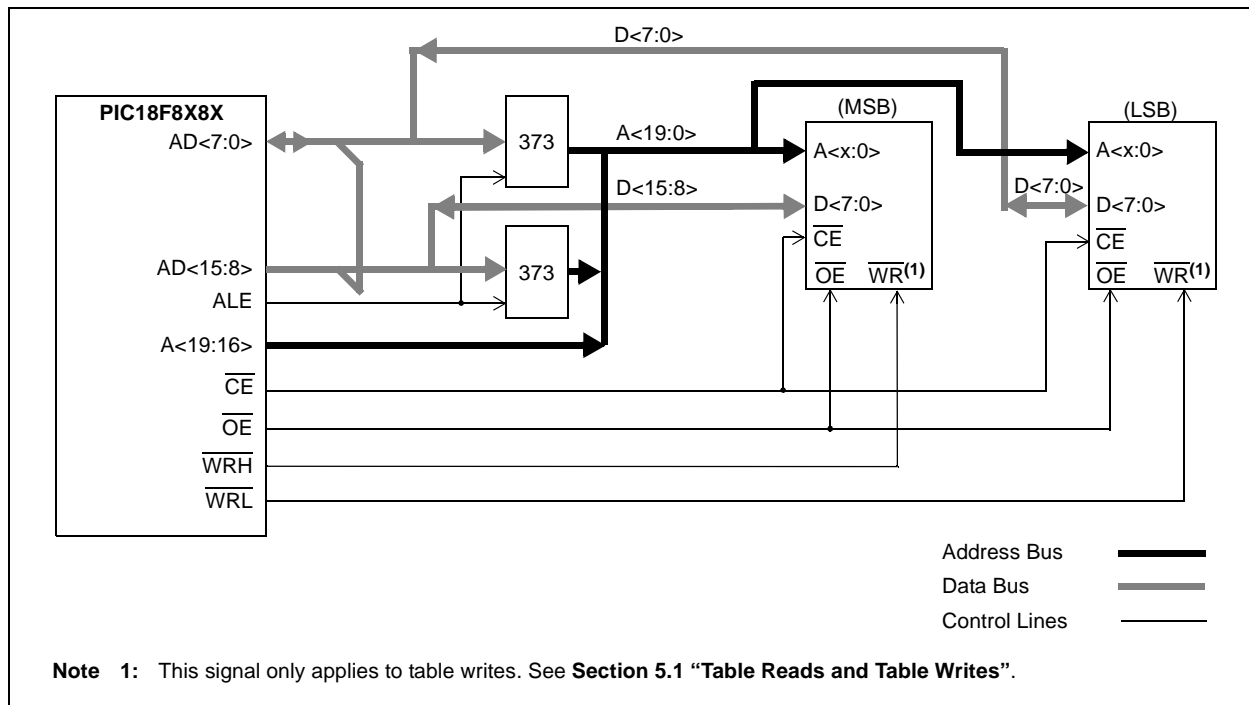 D<7:0>
PIC18F8X8X
AD<7:0>
AD<15:8>
ALE
A<19:16>
CE
OE
WRH
WRL
373
373
A<19:0>
D<15:8>
(MSB)
A<x:0>
D<7:0>
CE
OE WR(1)
(LSB)
D<7:0>
A<x:0>
D<7:0>
CE
OE WR(1)
Address Bus
Data Bus
Control Lines
Note 1: This signal only applies to table writes. See Section 5.1 “Table Reads and Table Writes”.